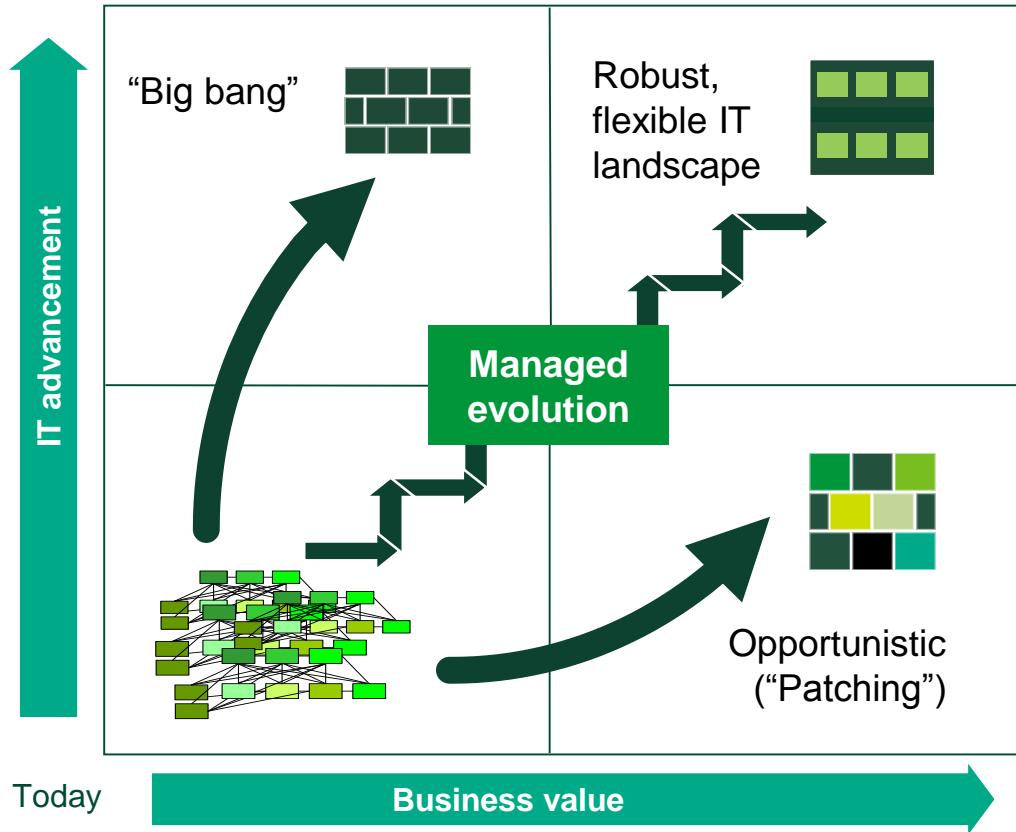 “Big bang”
Robust,
flexible IT
landscape
IT advancement
Managed
evolution
Opportunistic
(“Patching”)
Today
Business value